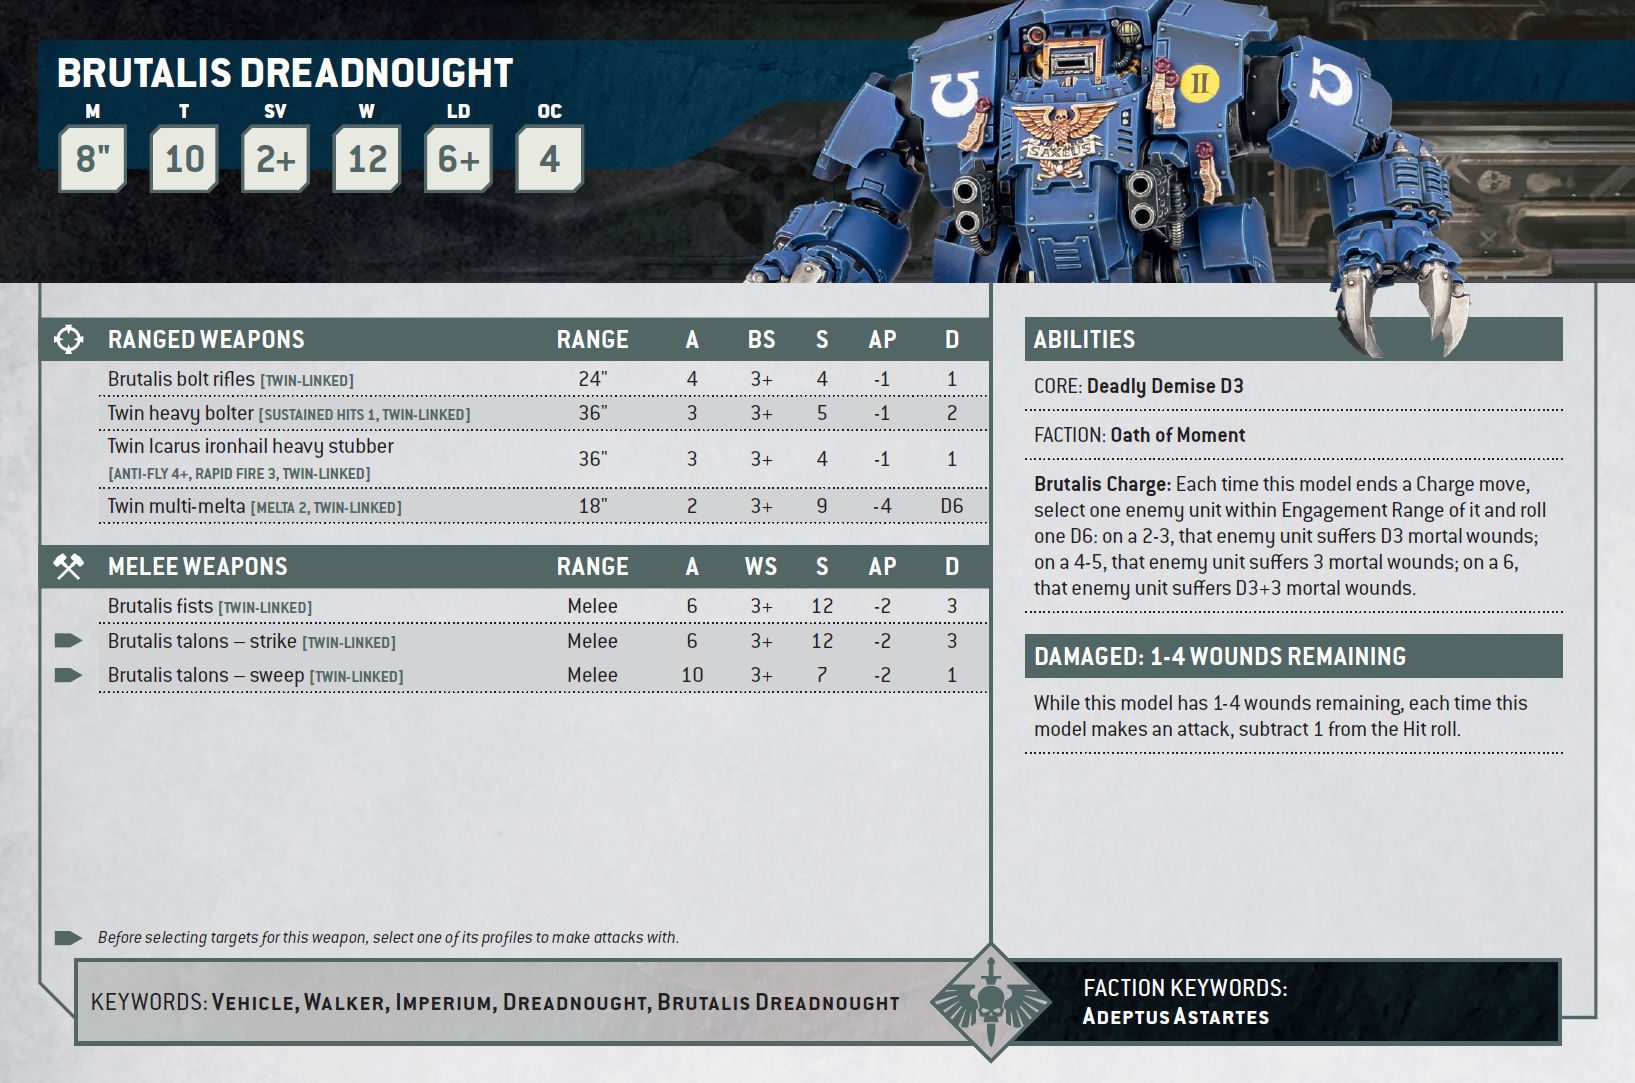 BRUTALIS DREADNOUGHT
M T SV W LD OC
8" 10 2+ 12 6+ 4
II
SAXEUS
RANGED WEAPONS RANGE A BS S AP D
Brutalis bolt rifles [TWIN-LINKED] 24" 4 3+ 4 -1 1
Twin heavy bolter [SUSTAINED HITS 1, TWIN-LINKED] 36" 3 3+ 5 -1 2
Twin Icarus ironhail heavy stubber
[ANTI-FLY 4+, RAPID FIRE 3, TWIN-LINKED] 36" 3 3+ 4 -1 1
Twin multi-melta [MELTA 2, TWIN-LINKED] 18" 2 3+ 9 -4 D6
MELEE WEAPONS RANGE A WS S AP D
Brutalis fists [TWIN-LINKED] Melee 6 3+ 12 -2 3
Brutalis talons – strike [TWIN-LINKED] Melee 6 3+ 12 -2 3
Brutalis talons – sweep [TWIN-LINKED] Melee 10 3+ 7 -2 1
Before selecting targets for this weapon, select one of its profiles to make attacks with.
ABILITIES
CORE: Deadly Demise D3
FACTION: Oath of Moment
Brutalis Charge: Each time this model ends a Charge move,
select one enemy unit within Engagement Range of it and roll
one D6: on a 2-3, that enemy unit suffers D3 mortal wounds;
on a 4-5, that enemy unit suffers 3 mortal wounds; on a 6,
that enemy unit suffers D3+3 mortal wounds.
DAMAGED: 1-4 WOUNDS REMAINING
While this model has 1-4 wounds remaining, each time this
model makes an attack, subtract 1 from the Hit roll.
KEYWORDS: VEHICLE, WALKER, IMPERIUM, DREADNOUGHT, BRUTALIS DREADNOUGHT
FACTION KEYWORDS:
ADEPTUS ASTARTES